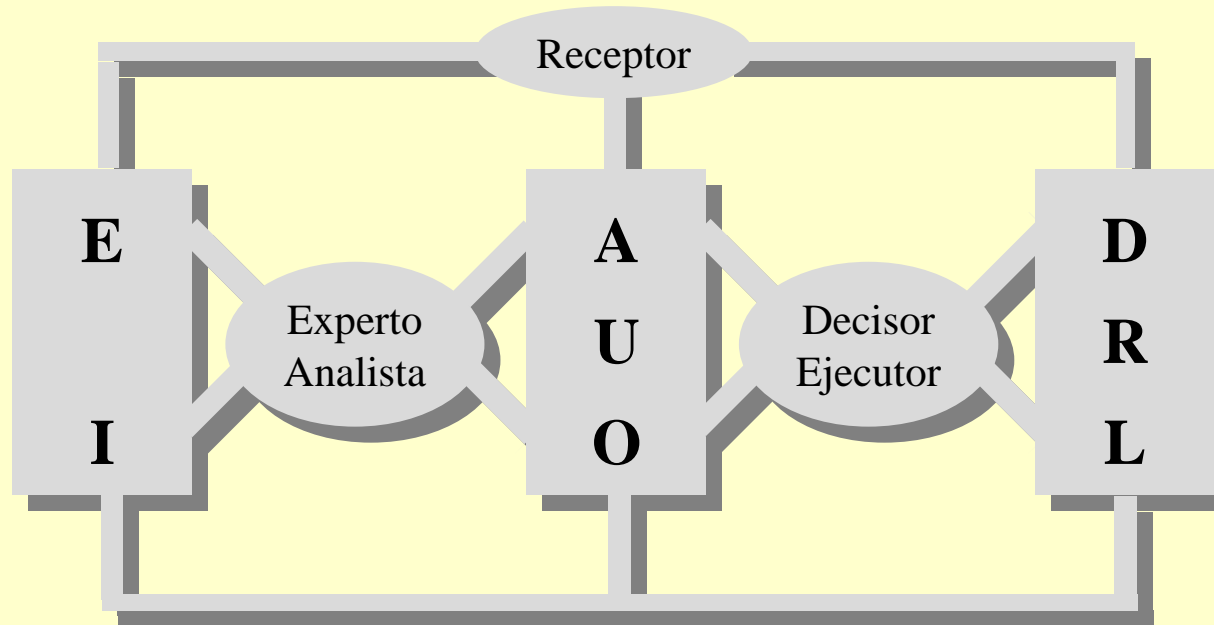 Receptor
E
I
Experto
Analista
A
U
O
Decisor
Ejecutor
D
R
L